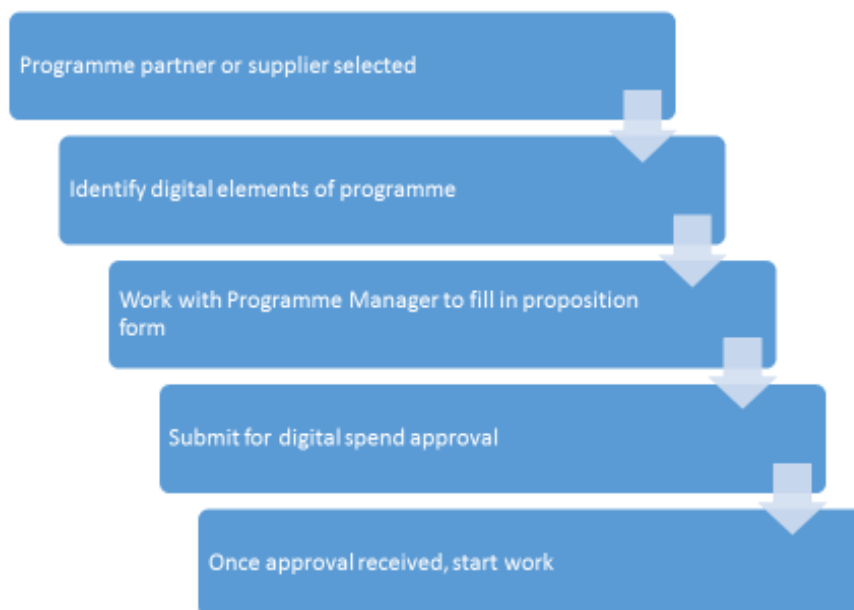 Programme partner or supplier selected
Identify digital elements of programme
Work with Programme Manager to fill in proposition
form
Submit for digital spend approval
Once approval received, start work